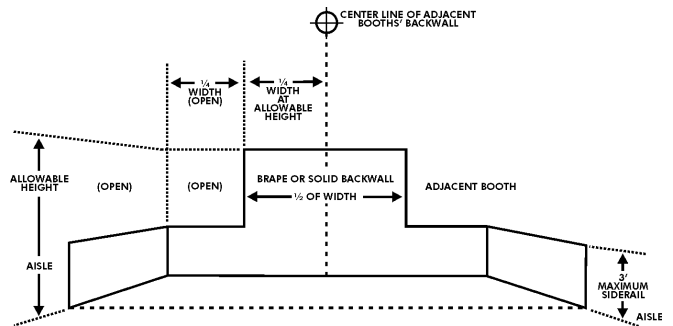 CENTER LINE OF ADJACENT
BOOTHS' BACKWALL
¼
WIDTH
(OPEN)
¼
WIDTH
AT
ALLOWABLE
HEIGHT
ALLOWABLE
HEIGHT
(OPEN)
(OPEN)
BRAPE OR SOLID BACKWALL
½ OF WIDTH
ADJACENT BOOTH
AISLE
3'
MAXIMUM
SIDERAIL
AISLE